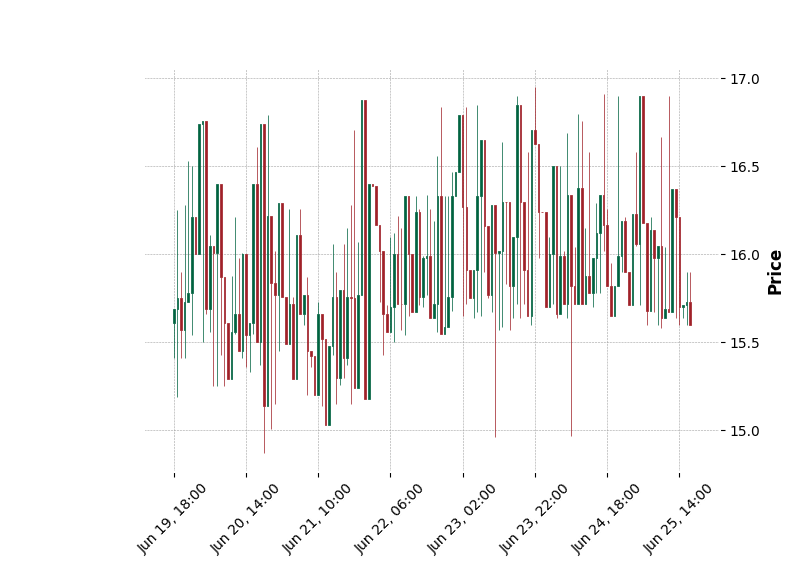 17.0
16.5
16.0
15.5
15.0
Price
Jun 19, 18:00
Jun 20, 14:00
Jun 21, 10:00
Jun 22, 06:00
Jun 23, 02:00
Jun 23, 22:00
Jun 24, 18:00
Jun 25, 14:00